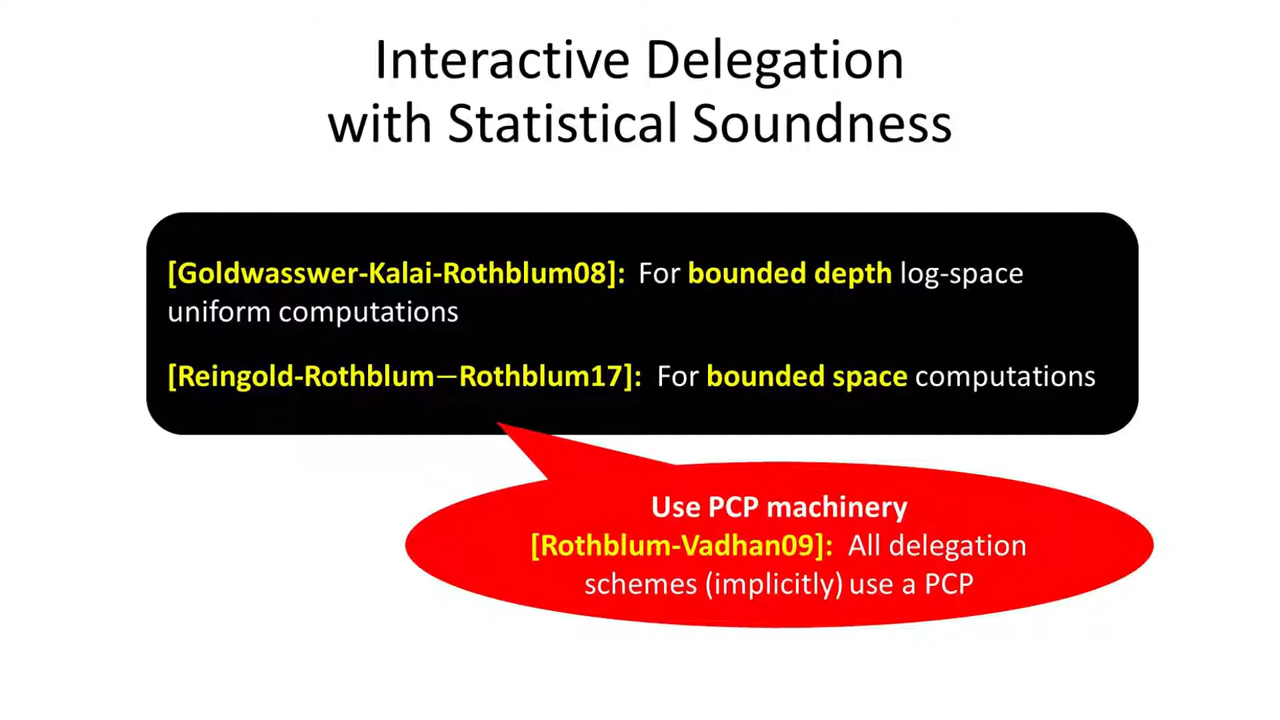 Interactive Delegation
with Statistical Soundness
[Goldwasswer-Kalai-Rothblum08]: For bounded depth log-space
uniform computations
[Reingold-Rothblum—Rothblum17]: For bounded space computations
Use PCP machinery
[Rothblum-Vadhan09]: All delegation
schemes (implicitly) use a PCP